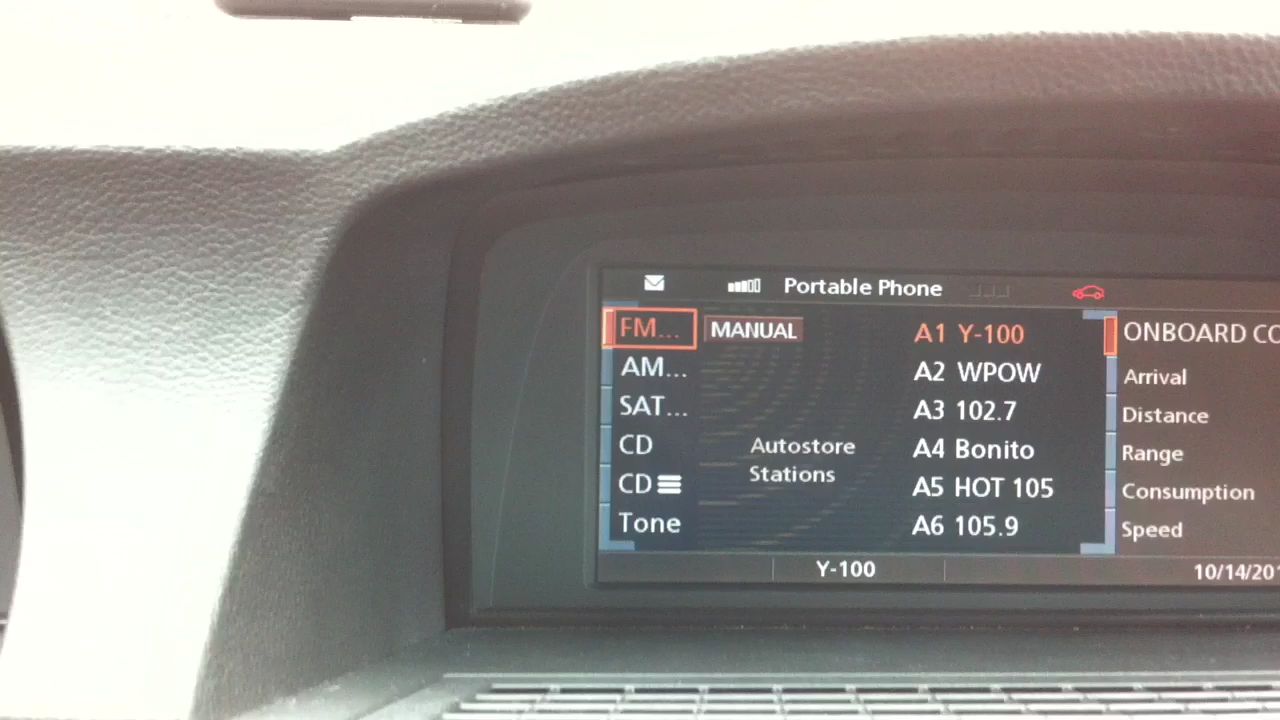 Portable Phone
FM...
MANUAL
AM...
SAT...
CD
CD
Tone
Autostore
Stations
A1 Y-100
A2 WPOW
A3 102.7
A4 Bonito
A5 HOT 105
A6 105.9
ONBOARD CO
Arrival
Distance
Range
Consumption
Speed
Y-100
10/14/201